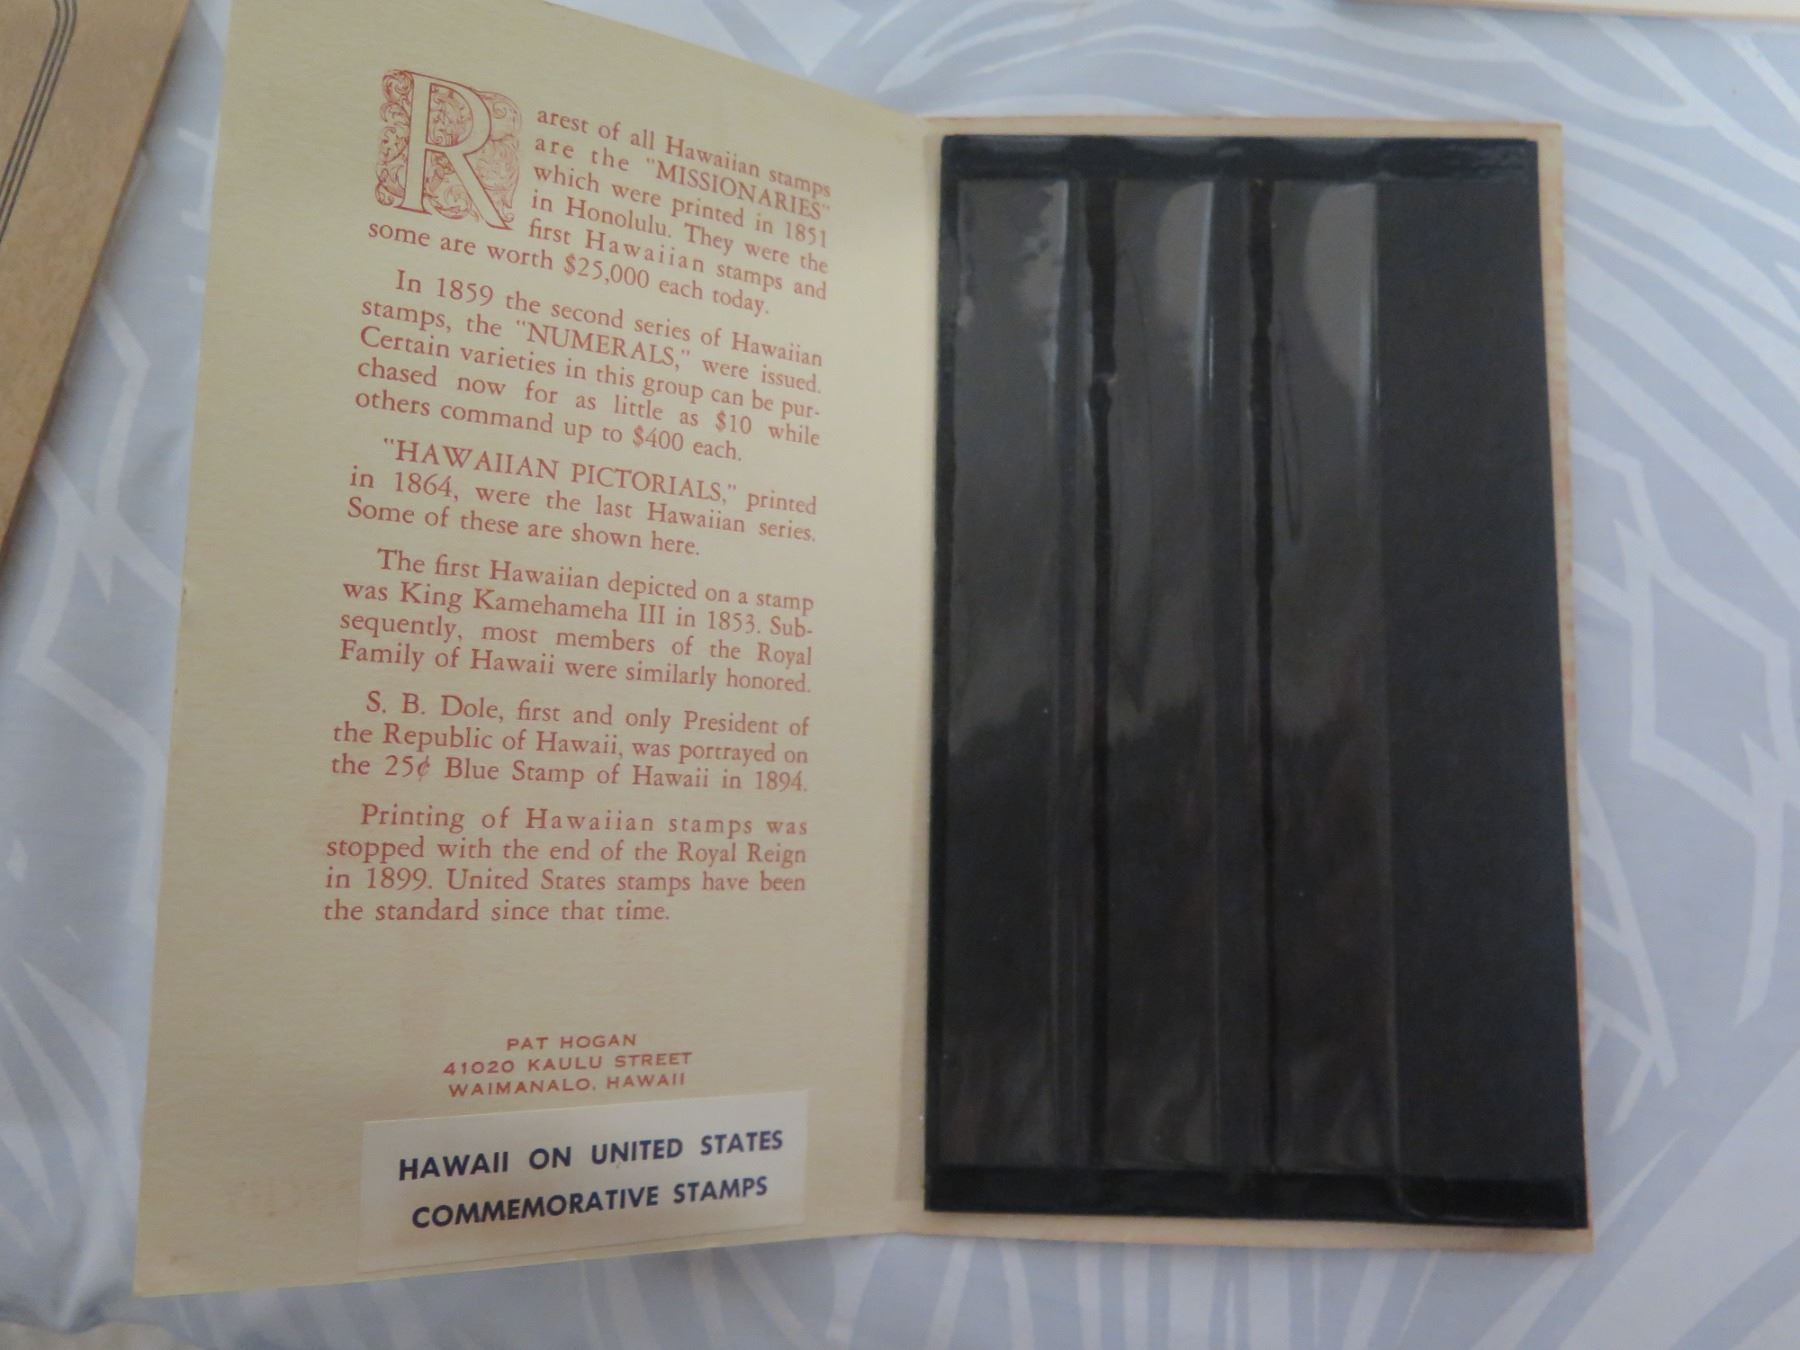 Rarest of all Hawaiian stamps
are the "MISSIONARIES"
which were printed in 1851
in Honolulu. They were the
first Hawaiian stamps and
some are worth $25,000 each today.
In 1859 the second series of Hawaiian
stamps, the "NUMERALS," were issued.
Certain varieties in this group can be pur-
chased now for as little as $10 while
others command up to $400 each.
"HAWAIIAN PICTORIALS," printed
in 1864, were the last Hawaiian series.
Some of these are shown here.
The first Hawaiian depicted on a stamp
was King Kamehameha III in 1853. Sub-
sequently, most members of the Royal
Family of Hawaii were similarly honored.
S. B. Dole, first and only President of
the Republic of Hawaii, was portrayed on
the 25¢ Blue Stamp of Hawaii in 1894.
Printing of Hawaiian stamps was
stopped with the end of the Royal Reign
in 1899. United States stamps have been
the standard since that time.
PAT HOGAN
41020 KAULU STREET
WAIMANALO, HAWAII
HAWAII ON UNITED STATES
COMMEMORATIVE STAMPS